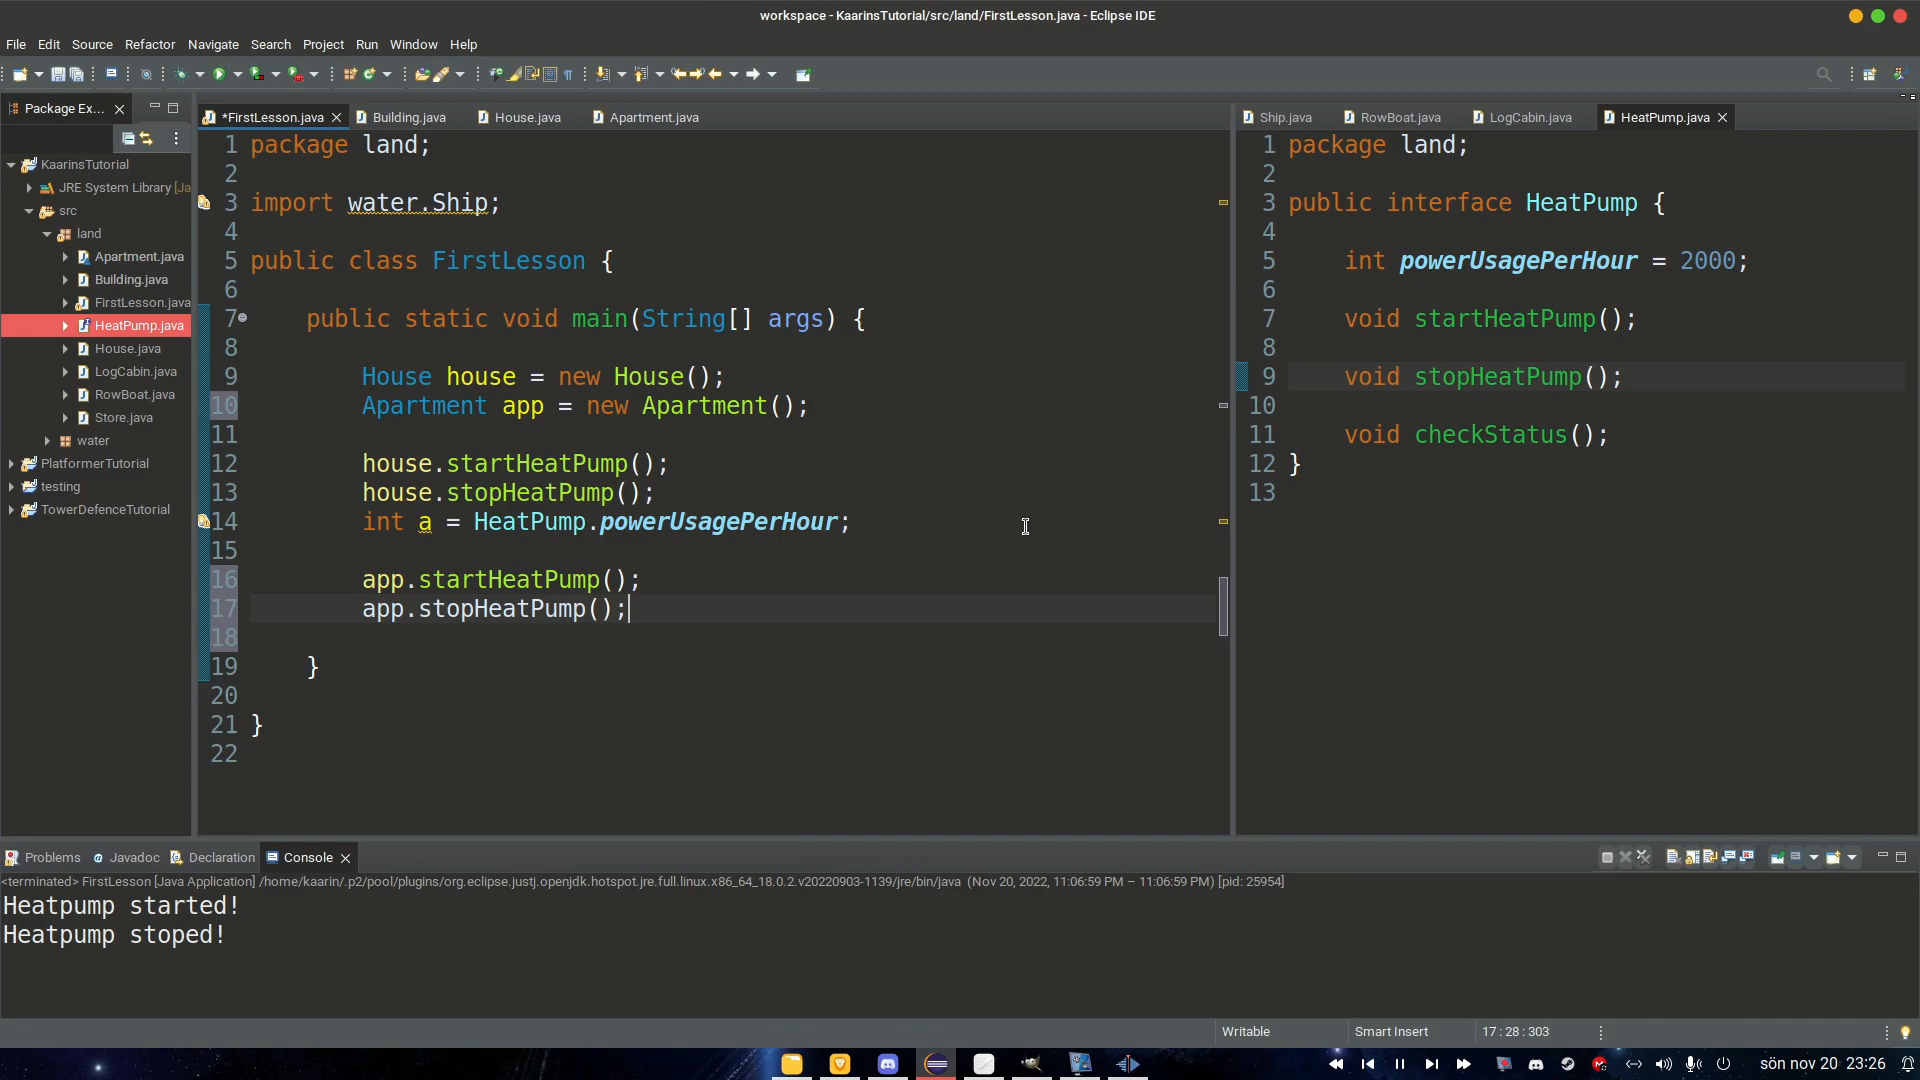 workspace - KaarinsTutorial/src/land/FirstLesson.java - Eclipse IDE
File Edit Source Refactor Navigate Search Project Run Window Help
Package Ex...
KaarinsTutorial
JRE System Library [Ja
src
land
Apartment.java
Building.java
FirstLesson.java
HeatPump.java
House.java
LogCabin.java
RowBoat.java
Store.java
water
PlatformerTutorial
testing
TowerDefenceTutorial
*FirstLesson.java Building.java House.java Apartment.java
1 package land;
2
3 import water.Ship;
4
5 public class FirstLesson {
6
7 public static void main(String[] args) {
8
9 House house = new House();
10 Apartment app = new Apartment();
11
12 house.startHeatPump();
13 house.stopHeatPump();
14 int a = HeatPump.powerUsagePerHour;
15
16 app.startHeatPump();
17 app.stopHeatPump();
18
19 }
20
21 }
22
Ship.java RowBoat.java LogCabin.java HeatPump.java
1 package land;
2
3 public interface HeatPump {
4
5 int powerUsagePerHour = 2000;
6
7 void startHeatPump();
8
9 void stopHeatPump();
10
11 void checkStatus();
12 }
13
Problems Javadoc Declaration Console
<terminated> FirstLesson [Java Application] /home/kaarin/.p2/pool/plugins/org.eclipse.justj.openjdk.hotspot.jre.full.linux.x86_64_18.0.2.v20220903-1139/jre/bin/java (Nov 20, 2022, 11:06:59 PM – 11:06:59 PM) [pid: 25954]
Heatpump started!
Heatpump stoped!
Writable Smart Insert 17 : 28 : 303
sön nov 20 23:26